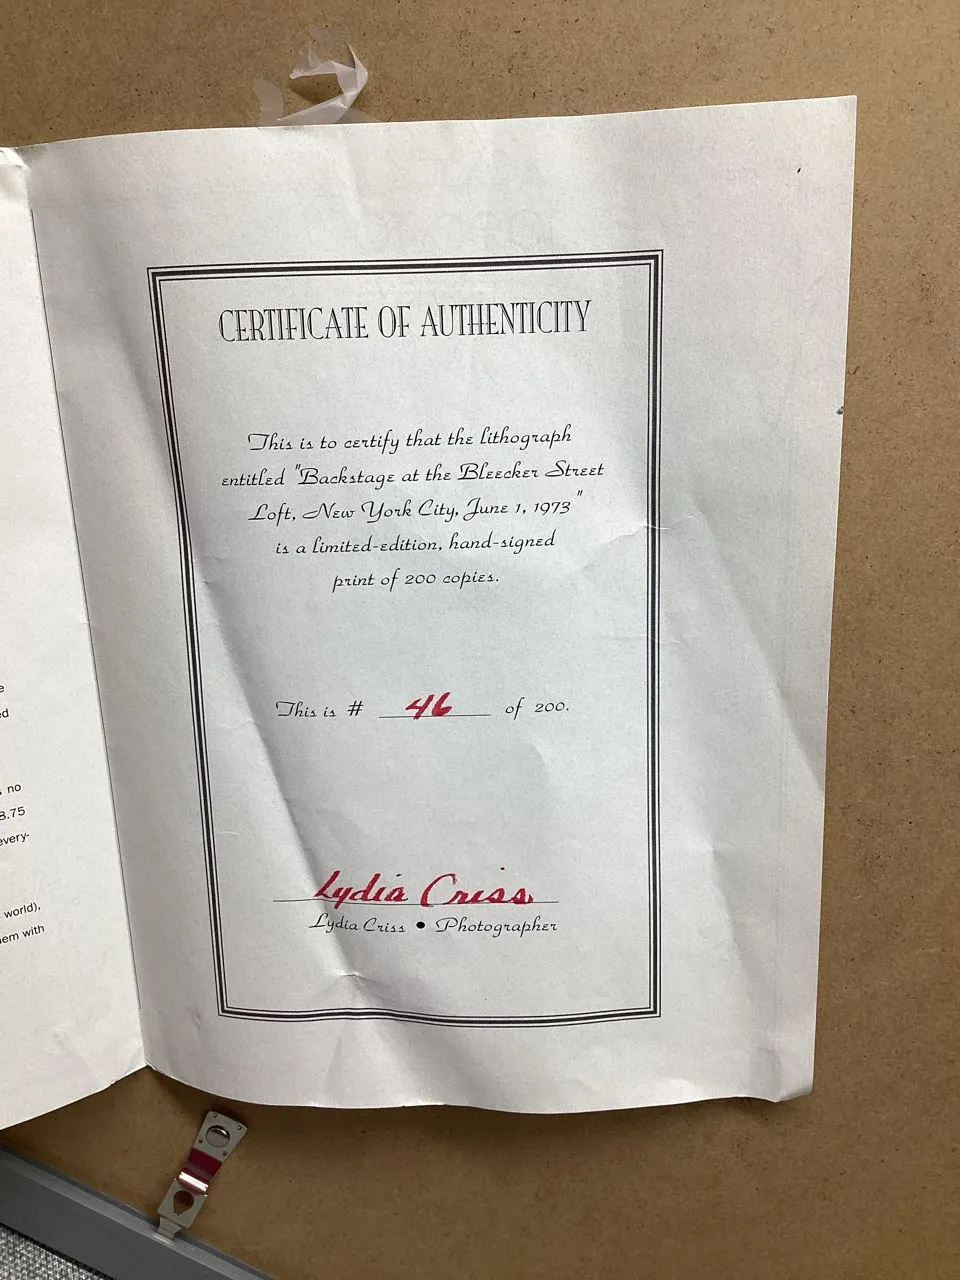 CERTIFICATE OF AUTHENTICITY
This is to certify that the lithograph
entitled "Backstage at the Bleecker Street
Loft, New York City, June 1, 1973"
is a limited-edition, hand-signed
print of 200 copies.
This is # 46 of 200.
Lydia Criss
Lydia Criss • Photographer
no
8.75
every-
world),
with